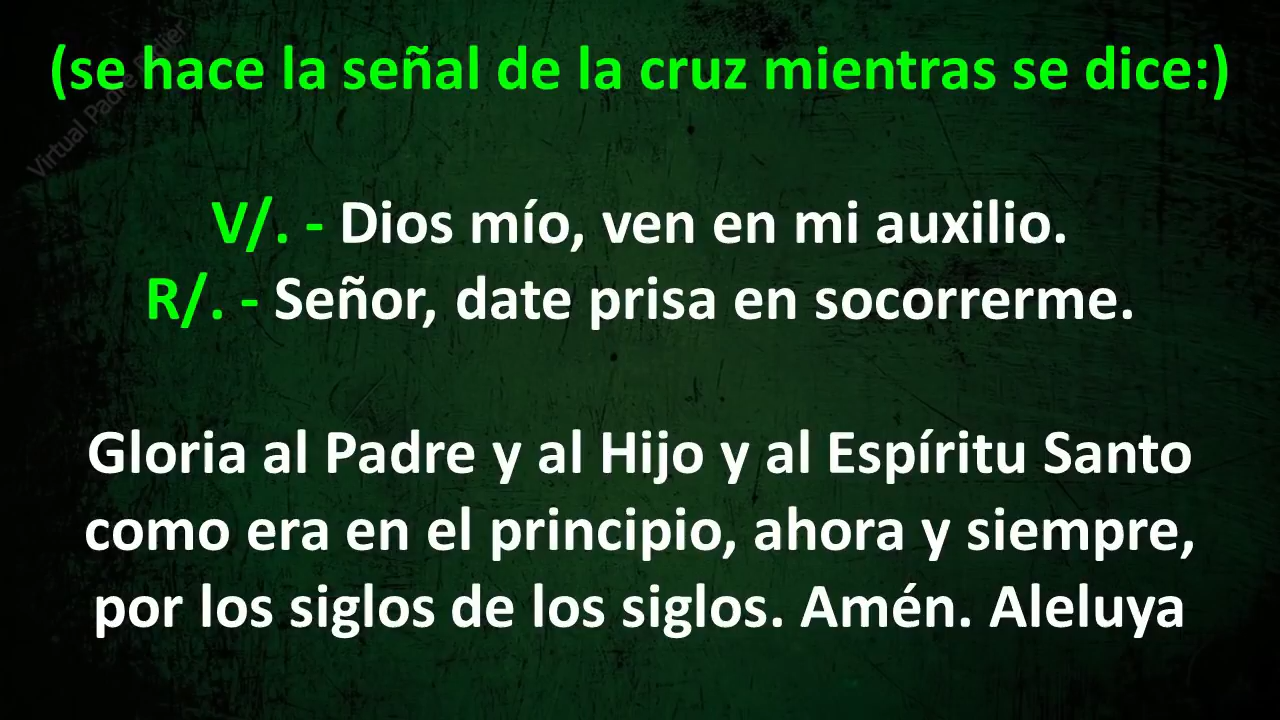 (se hace la señal de la cruz mientras se dice:)
V/. - Dios mío, ven en mi auxilio.
R/. - Señor, date prisa en socorrerme.
Gloria al Padre y al Hijo y al Espíritu Santo
como era en el principio, ahora y siempre,
por los siglos de los siglos. Amén. Aleluya
Virtual Padre